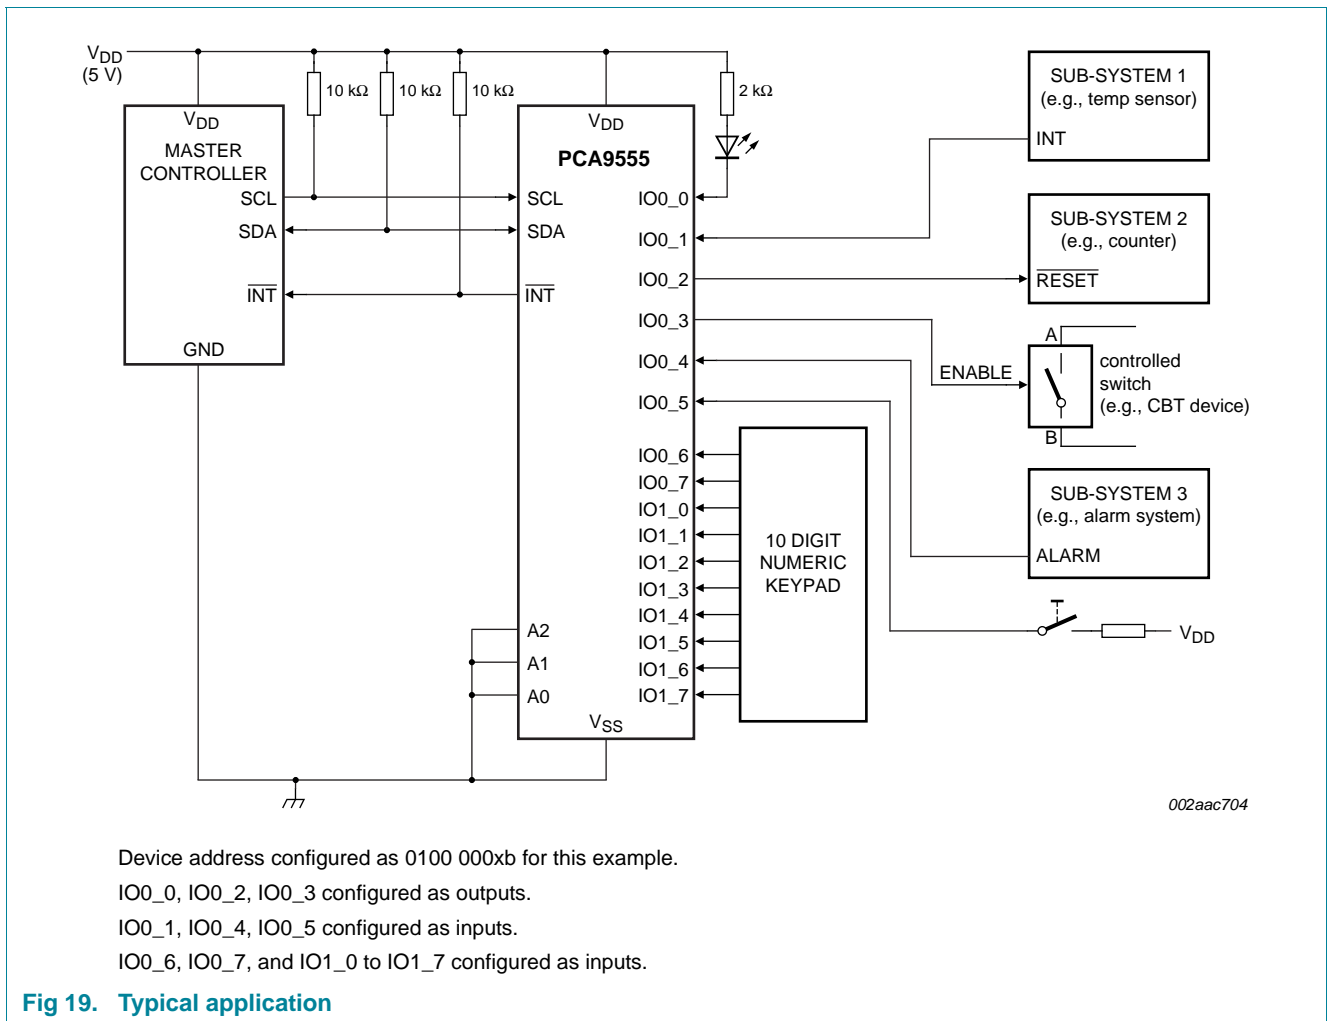 VDD
(5 V)
10 kΩ
10 kΩ
10 kΩ
2 kΩ
VDD
MASTER
CONTROLLER
SCL
SDA
INT
GND
VDD
PCA9555
SCL
SDA
INT
A2
A1
A0
VSS
IO0_0
IO0_1
IO0_2
IO0_3
IO0_4
IO0_5
IO0_6
IO0_7
IO1_0
IO1_1
IO1_2
IO1_3
IO1_4
IO1_5
IO1_6
IO1_7
10 DIGIT
NUMERIC
KEYPAD
SUB-SYSTEM 1
(e.g., temp sensor)
INT
SUB-SYSTEM 2
(e.g., counter)
RESET
ENABLE
A
B
controlled
switch
(e.g., CBT device)
SUB-SYSTEM 3
(e.g., alarm system)
ALARM
VDD
002aac704
Device address configured as 0100 000xb for this example.
IO0_0, IO0_2, IO0_3 configured as outputs.
IO0_1, IO0_4, IO0_5 configured as inputs.
IO0_6, IO0_7, and IO1_0 to IO1_7 configured as inputs.
Fig 19. Typical application